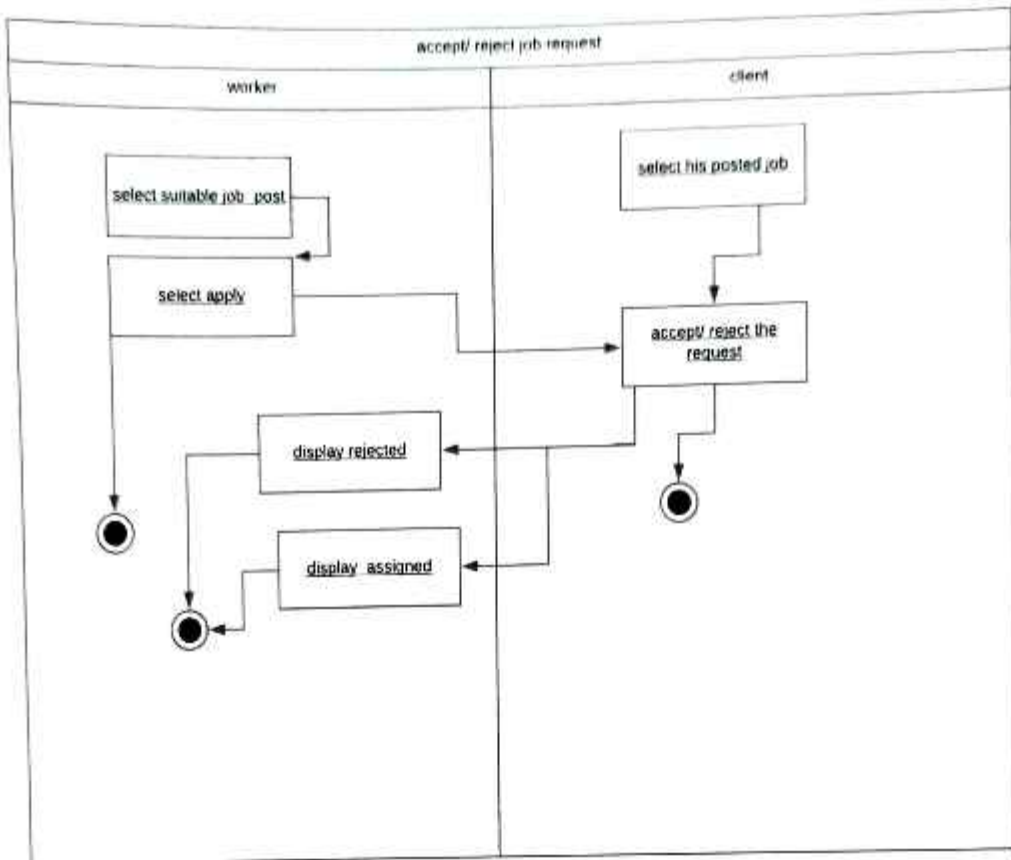 accept/ reject job request
worker
client
select suitable job post
select his posted job
select apply
accept/ reject the
request
display rejected
display assigned